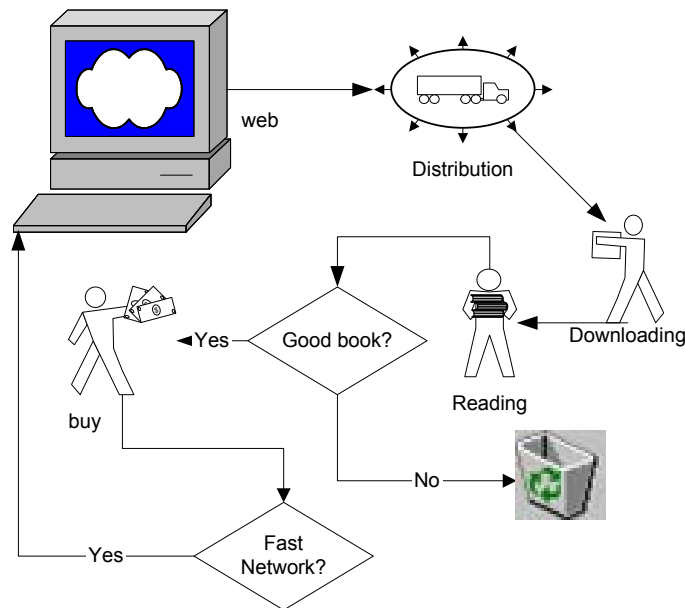 web
Distribution
Downloading
Reading
Good book?
Yes
buy
No
Fast
Network?
Yes